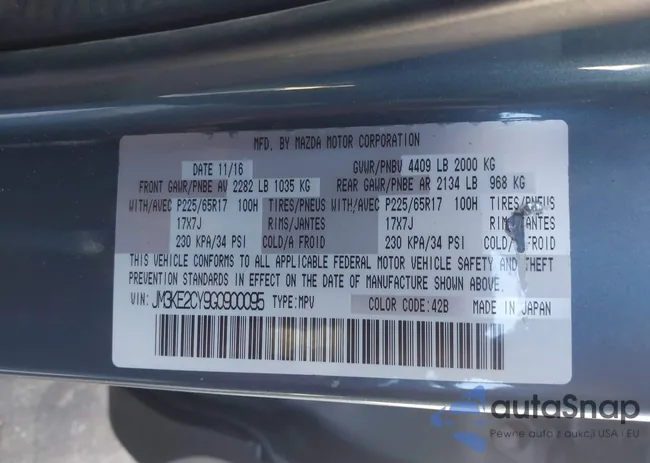 MFD. BY MAZDA MOTOR CORPORATION
DATE 11/16 GVWR/PNBV 4409 LB 2000 KG
FRONT GAWR/PNBE AV 2282 LB 1035 KG REAR GAWR/PNBE AR 2134 LB 968 KG
WITH/AVEC P225/65R17 100H TIRES/PNEUS WITH/AVEC P225/65R17 100H TIRES/PNEUS
17X7J RIMS/JANTES 17X7J RIMS/JANTES
230 KPA/34 PSI COLD/A FROID 230 KPA/34 PSI COLD/A FROID
THIS VEHICLE CONFORMS TO ALL APPLICABLE FEDERAL MOTOR VEHICLE SAFETY AND THEFT
PREVENTION STANDARDS IN EFFECT ON THE DATE OF MANUFACTURE SHOWN ABOVE.
VIN: JM3KE2CY9G0900095 TYPE:MPV COLOR CODE:42B MADE IN JAPAN
autoSnap
Pewne auta z aukcji USA i EU